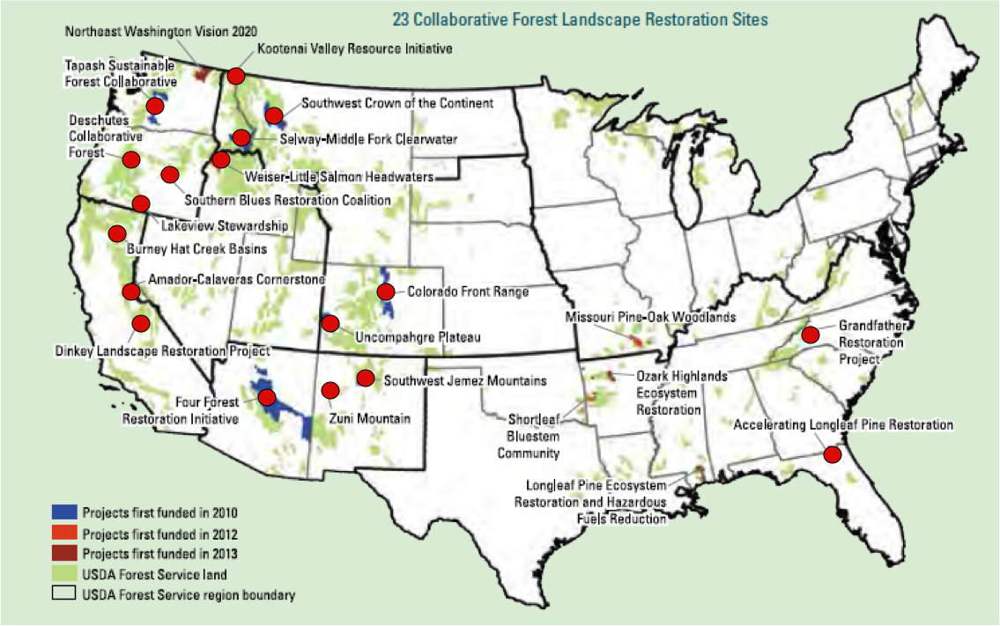 23 Collaborative Forest Landscape Restoration Sites
Northeast Washington Vision 2020
Kootenai Valley Resource Initiative
Tapash Sustainable
Forest Collaborative
Southwest Crown of the Continent
Deschutes
Collaborative
Forest
Selway-Middle Fork Clearwater
Weiser-Little Salmon Headwaters
Southern Blues Restoration Coalition
Lakeview Stewardship
Burney Hat Creek Basins
Amador-Calaveras Cornerstone
Colorado Front Range
Missouri Pine-Oak Woodlands
Uncompahgre Plateau
Grandfather
Restoration
Project
Dinkey Landscape Restoration Project
Southwest Jemez Mountains
Ozark Highlands
Ecosystem
Restoration
Four Forest
Restoration Initiative
Zuni Mountain
Shortleaf
Bluestem
Community
Accelerating Longleaf Pine Restoration
Longleaf Pine Ecosystem
Restoration and Hazardous
Fuels Reduction
Projects first funded in 2010
Projects first funded in 2012
Projects first funded in 2013
USDA Forest Service land
USDA Forest Service region boundary